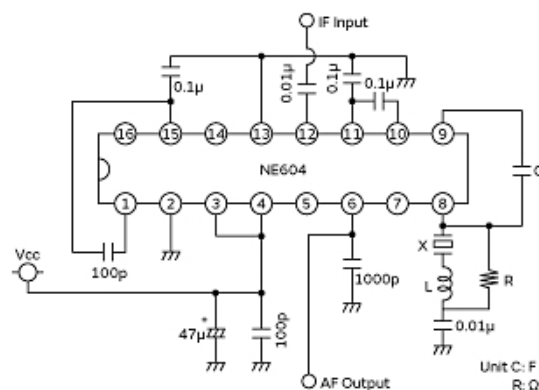 IF Input
0.1μ
0.01μ
0.1μ
0.1μ
16 15 14 13 12 11 10 9
NE604
C
1 2 3 4 5 6 7 8
Vcc
100p
X
L
R
1000p
47μ
+
100p
0.01μ
AF Output
Unit C: F
R: Ω